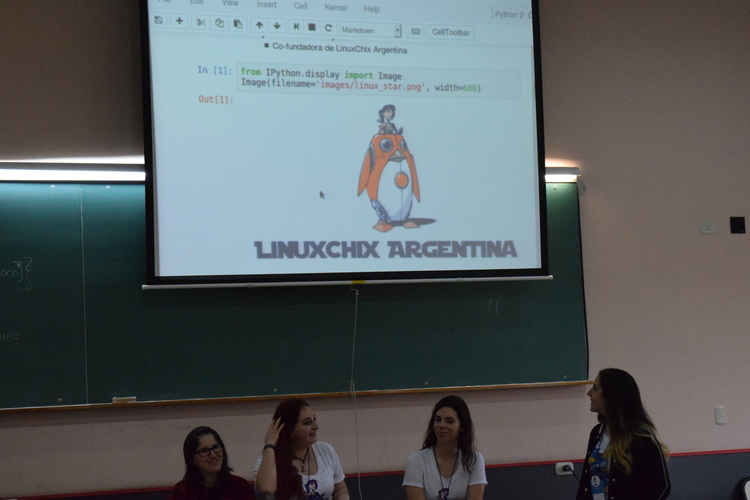 Edit View Insert Cell Kernel Help
Python 2
Markdown CellToolbar
Co-fundadora de LinuxChix Argentina
In [1]: from IPython.display import Image
Image(filename='images/linux_star.png', width=600)
Out[1]:
LINUXCHIX ARGENTINA